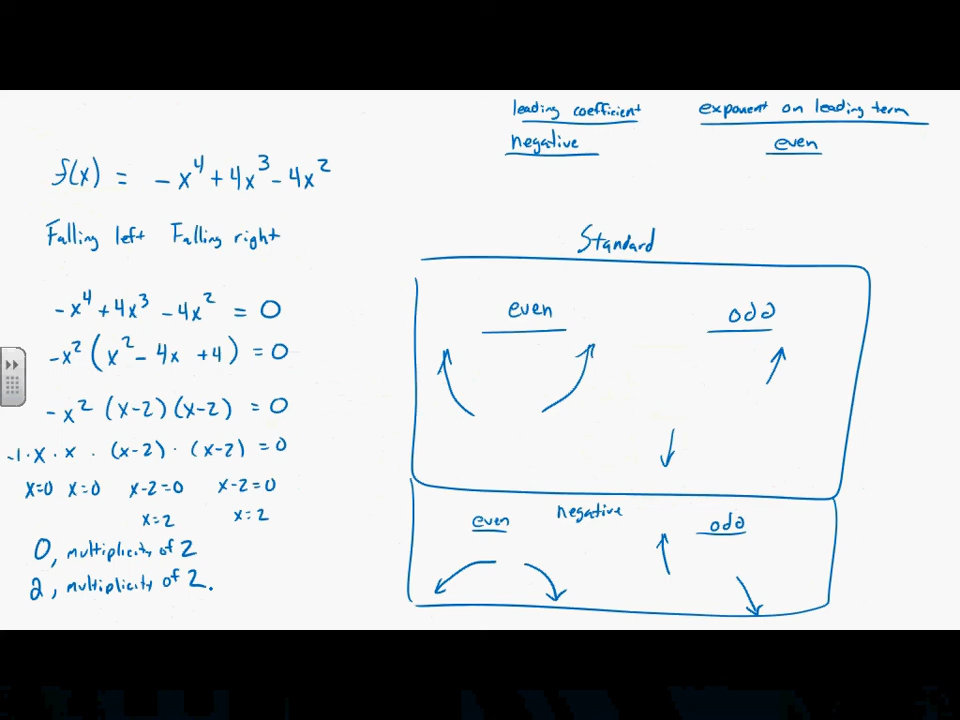 leading coefficient exponent on leading term
negative even
f(x) = -x⁴ + 4x³ - 4x²
Falling left Falling right
-x⁴ + 4x³ - 4x² = 0
-x² (x² - 4x + 4) = 0
-x² (x-2)(x-2) = 0
-1 · x · x · (x-2) · (x-2) = 0
x=0 x=0 x-2=0 x-2=0
x=2 x=2
0, multiplicity of 2
2, multiplicity of 2.
Standard
even odd
negative
even odd